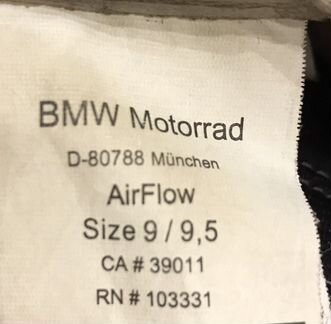 BMW Motorrad
D-80788 München
AirFlow
Size 9 / 9,5
CA # 39011
RN # 103331